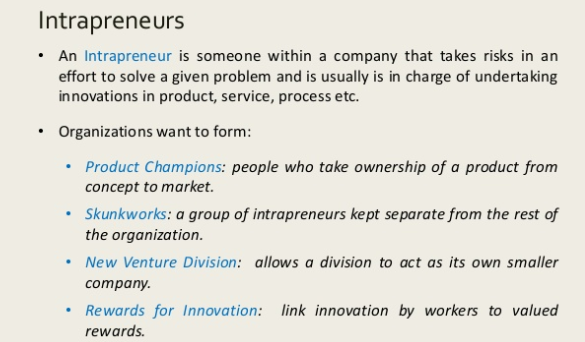 Intrapreneurs
• An Intrapreneur is someone within a company that takes risks in an
effort to solve a given problem and is usually is in charge of undertaking
innovations in product, service, process etc.
• Organizations want to form:
• Product Champions: people who take ownership of a product from
concept to market.
• Skunkworks: a group of intrapreneurs kept separate from the rest of
the organization.
• New Venture Division: allows a division to act as its own smaller
company.
• Rewards for Innovation: link innovation by workers to valued
rewards.